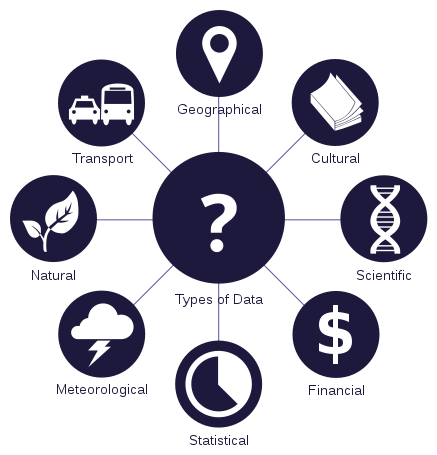 Geographical
Transport
Cultural
?
Natural
Scientific
Types of Data
$
Meteorological
Financial
Statistical